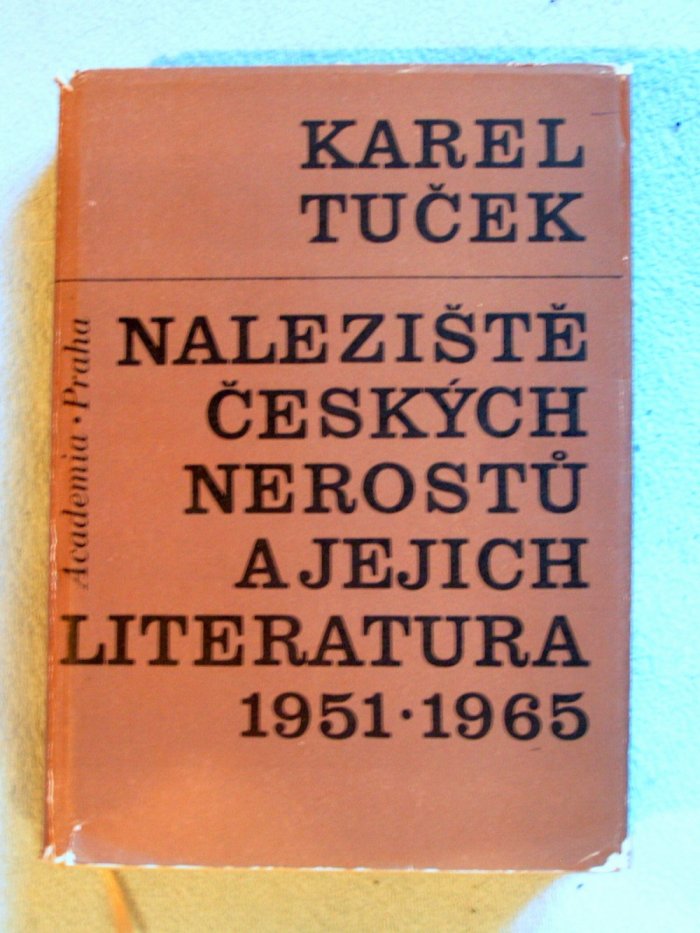 KAREL
TUČEK
NALEZIŠTĚ
ČESKÝCH
NEROSTŮ
A JEJICH
LITERATURA
1951 · 1965
Academia · Praha